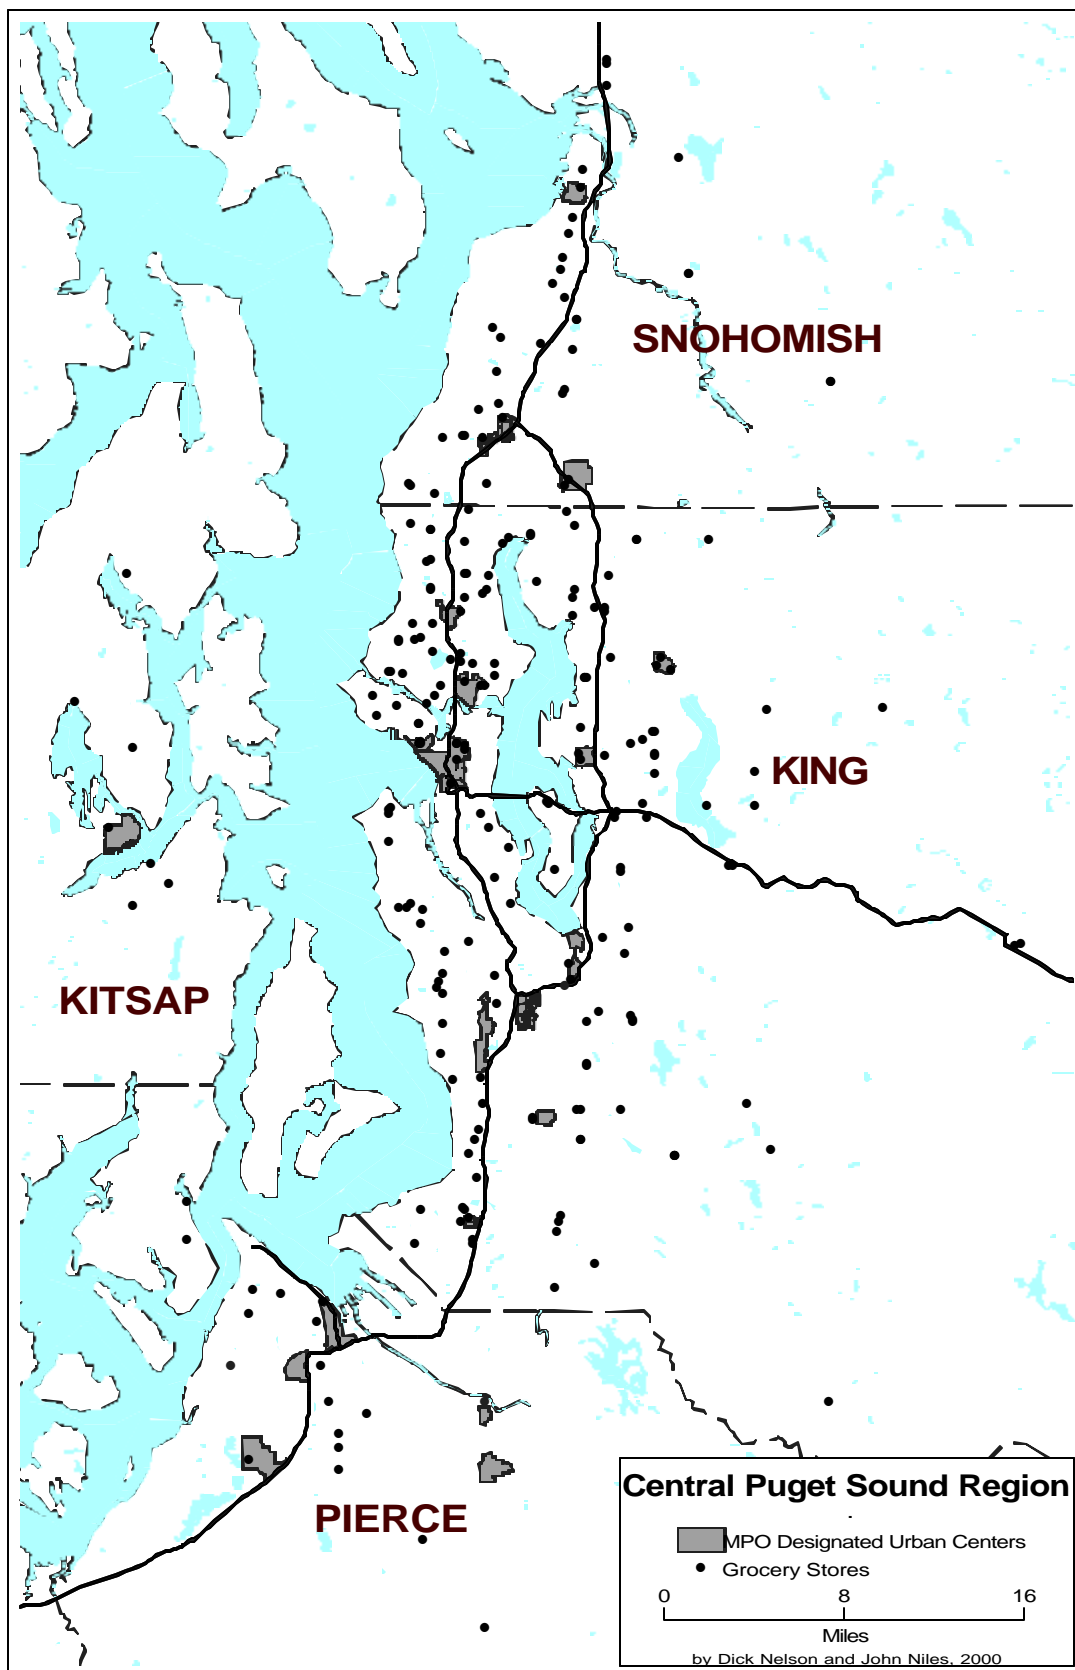 SNOHOMISH
KING
KITSAP
PIERCE
Central Puget Sound Region
MPO Designated Urban Centers
Grocery Stores
0 8 16
Miles
by Dick Nelson and John Niles, 2000